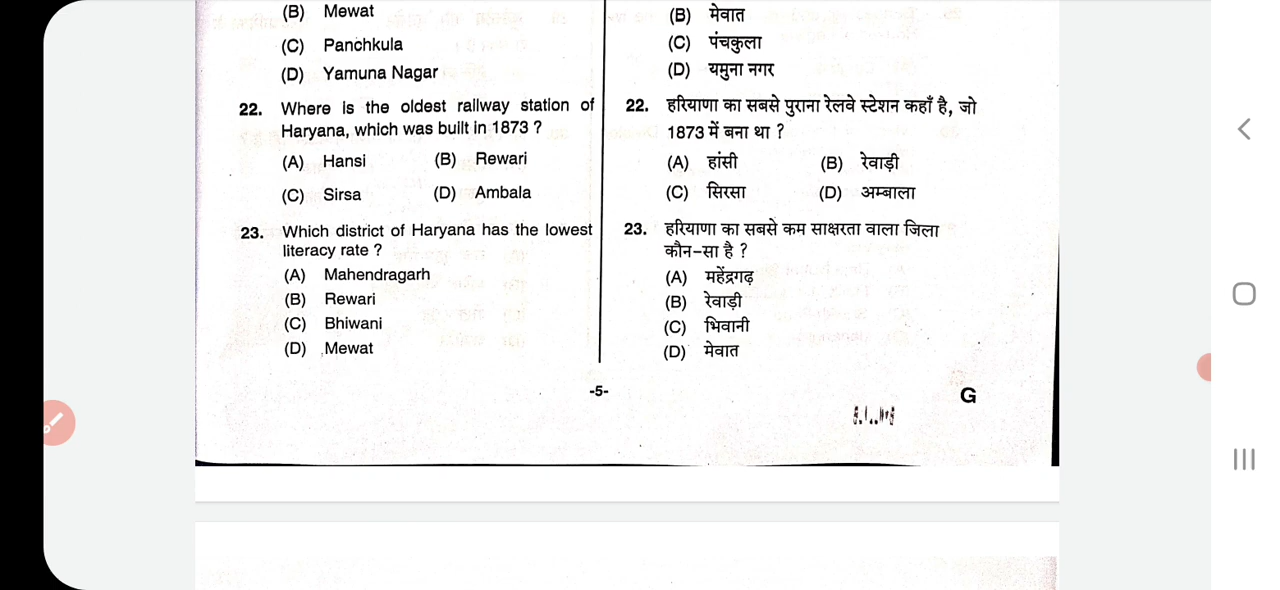 (B) Mewat
(C) Panchkula
(D) Yamuna Nagar
22. Where is the oldest railway station of
Haryana, which was built in 1873 ?
(A) Hansi (B) Rewari
(C) Sirsa (D) Ambala
23. Which district of Haryana has the lowest
literacy rate ?
(A) Mahendragarh
(B) Rewari
(C) Bhiwani
(D) Mewat
(B) मेवात
(C) पंचकुला
(D) यमुना नगर
22. हरियाणा का सबसे पुराना रेलवे स्टेशन कहाँ है, जो
1873 में बना था ?
(A) हांसी (B) रेवाड़ी
(C) सिरसा (D) अम्बाला
23. हरियाणा का सबसे कम साक्षरता वाला जिला
कौन-सा है ?
(A) महेंद्रगढ़
(B) रेवाड़ी
(C) भिवानी
(D) मेवात
-5-
G